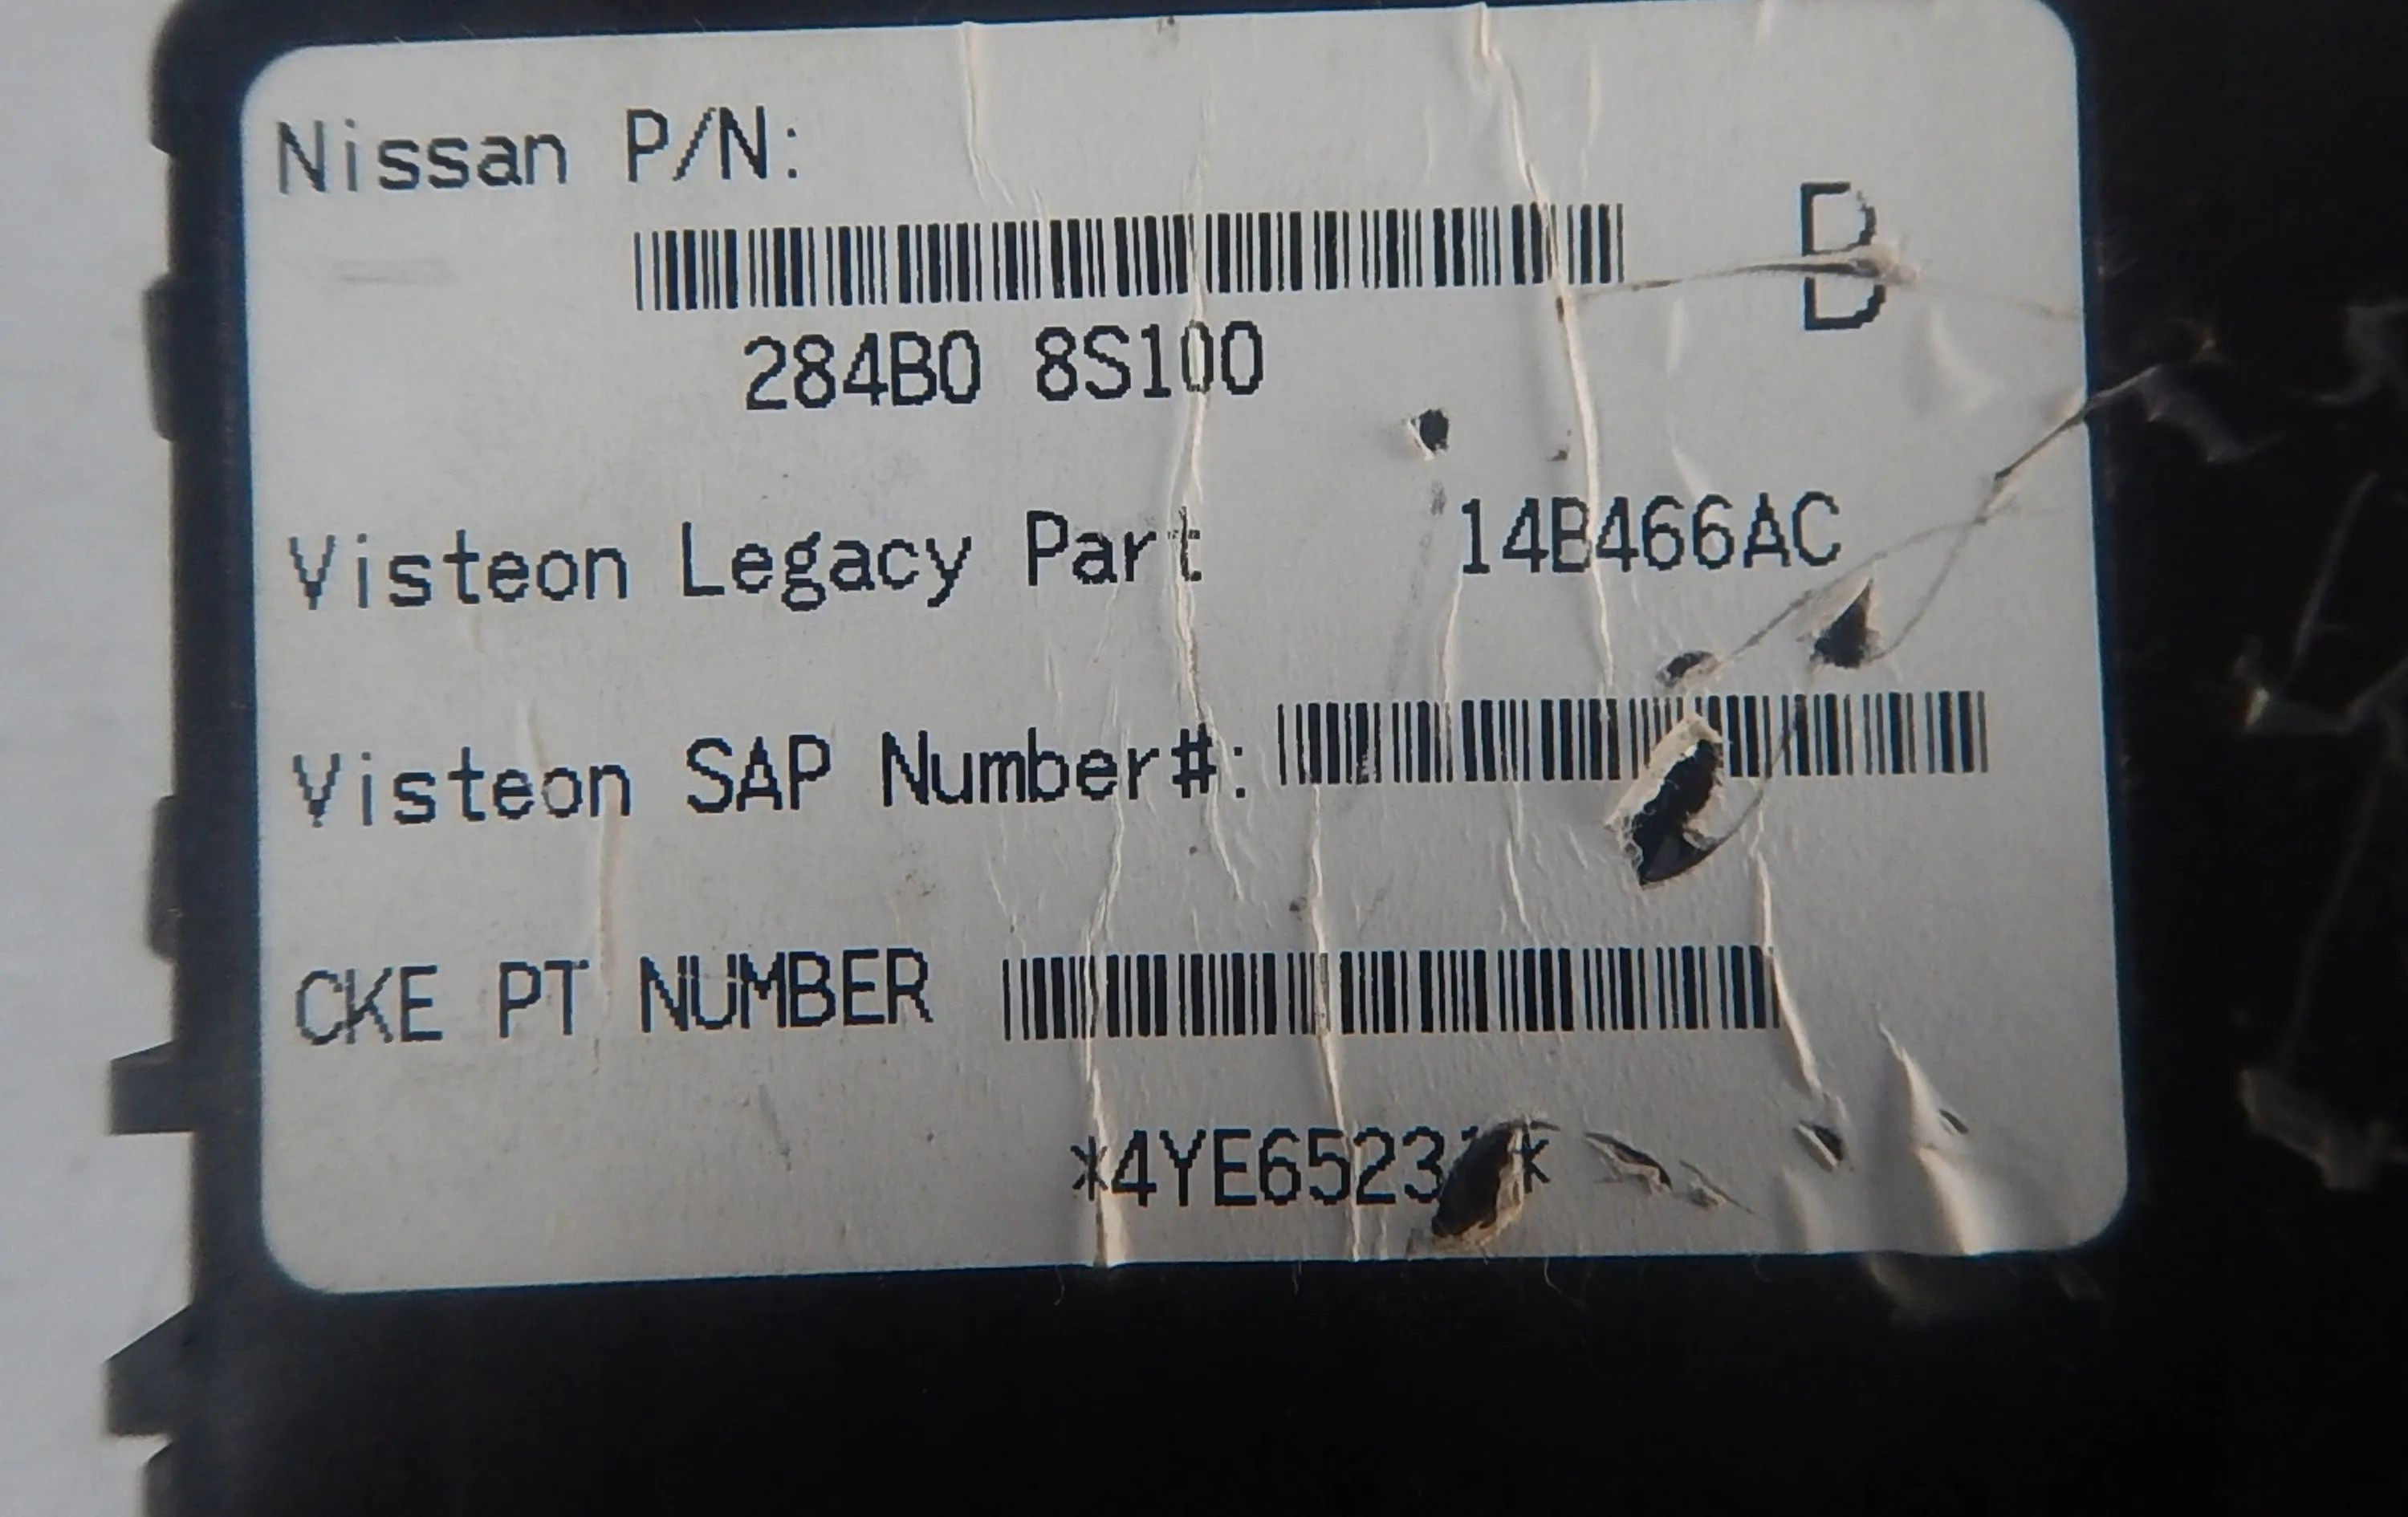 Nissan P/N:
B
284B0 8S100
Visteon Legacy Part 14B466AC
Visteon SAP Number#:
CKE PT NUMBER